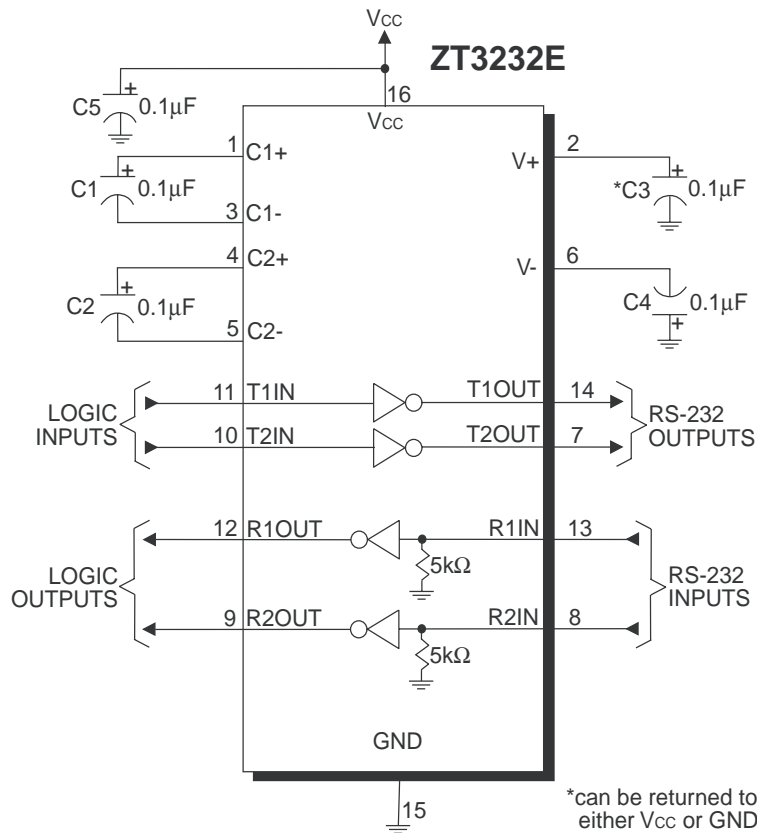 Vcc
ZT3232E
16
Vcc
C5
+
0.1µF
1
C1+
C1
+
0.1µF
3
C1-
4
C2+
C2
+
0.1µF
5
C2-
2
V+
*C3
+
0.1µF
6
V-
C4
0.1µF
+
LOGIC
INPUTS
11
T1IN
T1OUT
14
10
T2IN
T2OUT
7
RS-232
OUTPUTS
LOGIC
OUTPUTS
12
R1OUT
R1IN
13
5kΩ
9
R2OUT
R2IN
8
5kΩ
RS-232
INPUTS
GND
15
*can be returned to
either Vcc or GND